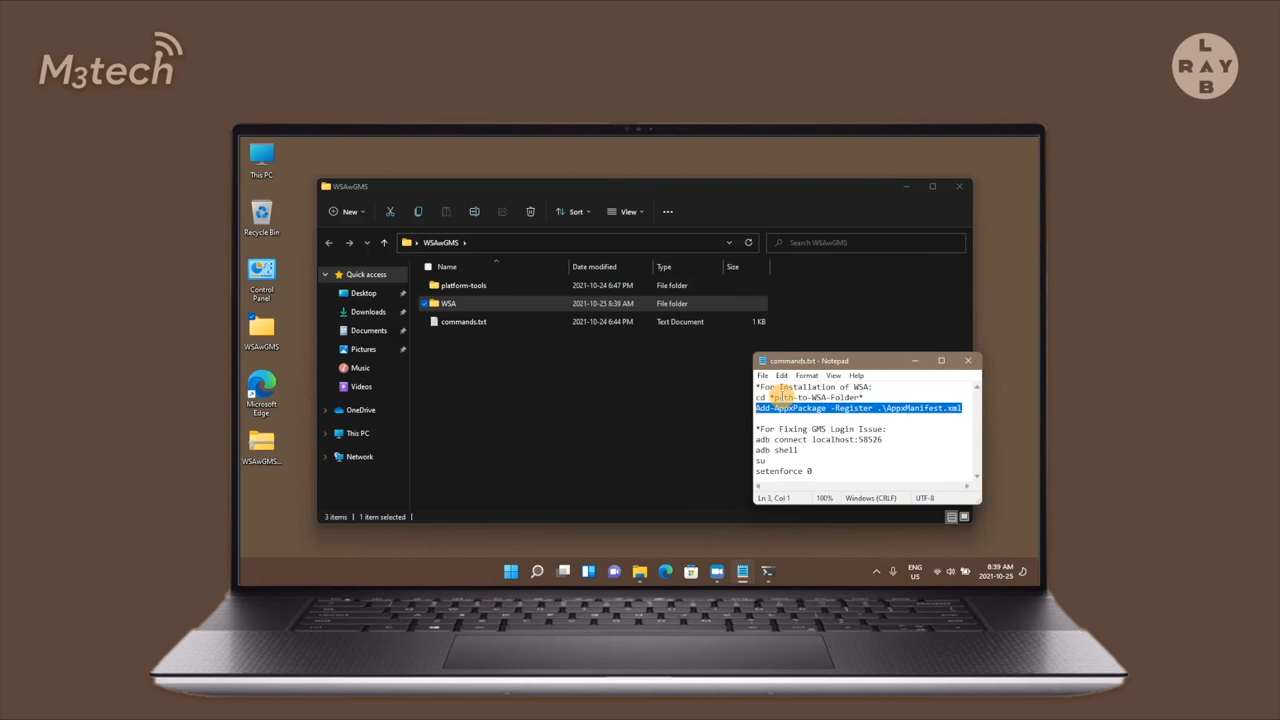 M3tech
L
RAY
B
This PC
Recycle Bin
Control
Panel
WSAwGMS
Microsoft
Edge
WSAwGMS...
WSAwGMS
New
Sort
View
WSAwGMS
Search WSAwGMS
Quick access
Desktop
Downloads
Documents
Pictures
Music
Videos
OneDrive
This PC
Network
Name Date modified Type Size
platform-tools 2021-10-24 6:47 PM File folder
WSA 2021-10-25 8:39 AM File folder
commands.txt 2021-10-24 6:44 PM Text Document 1 KB
3 items 1 item selected
commands.txt - Notepad
File Edit Format View Help
*For Installation of WSA:
cd *path-to-WSA-Folder*
Add-AppxPackage -Register .\AppxManifest.xml
*For Fixing GMS Login Issue:
adb connect localhost:58526
adb shell
su
setenforce 0
Ln 3, Col 1 100% Windows (CRLF) UTF-8
ENG
US
8:39 AM
2021-10-25